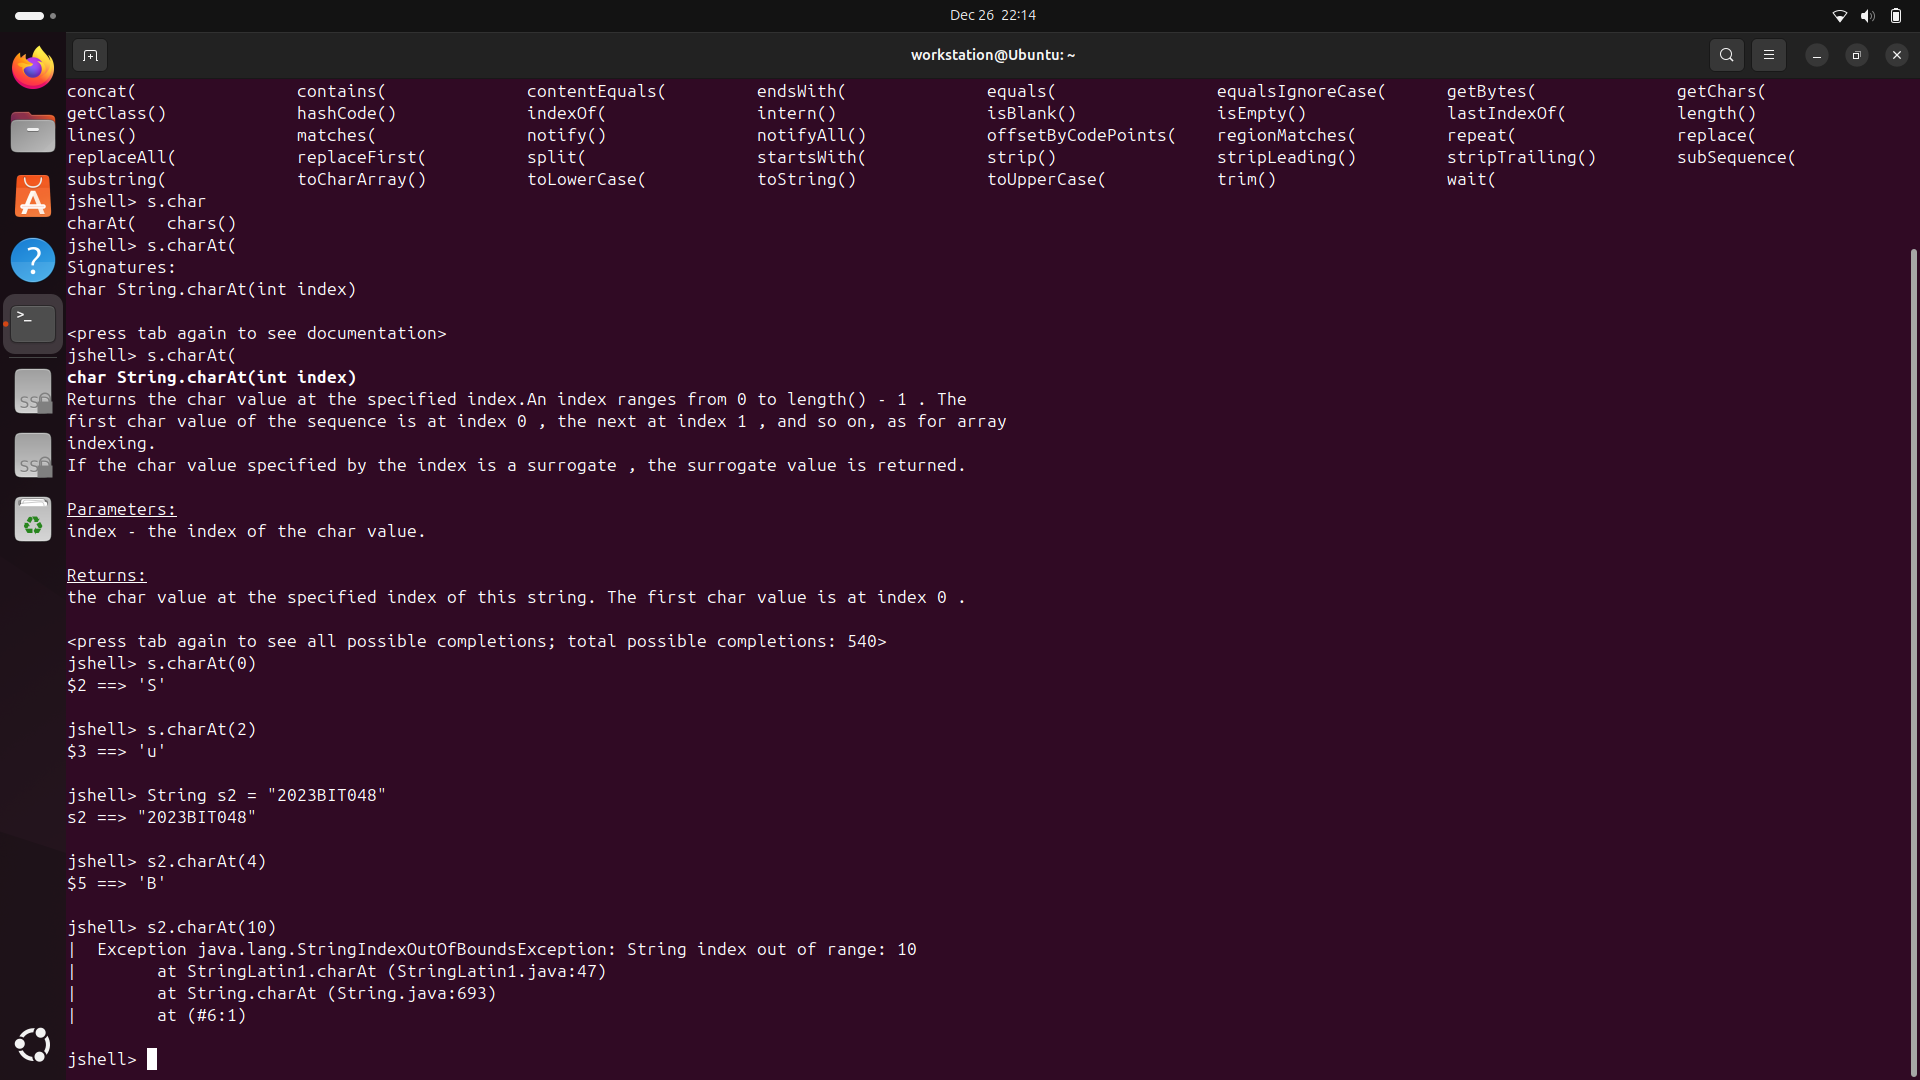 Dec 26 22:14
workstation@Ubuntu: ~
concat( contains( contentEquals( endsWith( equals( equalsIgnoreCase( getBytes( getChars(
getClass() hashCode() indexOf( intern() isBlank() isEmpty() lastIndexOf( length()
lines() matches( notify() notifyAll() offsetByCodePoints( regionMatches( repeat( replace(
replaceAll( replaceFirst( split( startsWith( strip() stripLeading() stripTrailing() subSequence(
substring( toCharArray() toLowerCase( toString() toUpperCase( trim() wait(
jshell> s.char
charAt( chars()
jshell> s.charAt(
Signatures:
char String.charAt(int index)
<press tab again to see documentation>
jshell> s.charAt(
char String.charAt(int index)
Returns the char value at the specified index.An index ranges from 0 to length() - 1 . The
first char value of the sequence is at index 0 , the next at index 1 , and so on, as for array
indexing.
If the char value specified by the index is a surrogate , the surrogate value is returned.
Parameters:
index - the index of the char value.
Returns:
the char value at the specified index of this string. The first char value is at index 0 .
<press tab again to see all possible completions; total possible completions: 540>
jshell> s.charAt(0)
$2 ==> 'S'
jshell> s.charAt(2)
$3 ==> 'u'
jshell> String s2 = "2023BIT048"
s2 ==> "2023BIT048"
jshell> s2.charAt(4)
$5 ==> 'B'
jshell> s2.charAt(10)
| Exception java.lang.StringIndexOutOfBoundsException: String index out of range: 10
| at StringLatin1.charAt (StringLatin1.java:47)
| at String.charAt (String.java:693)
| at (#6:1)
jshell>